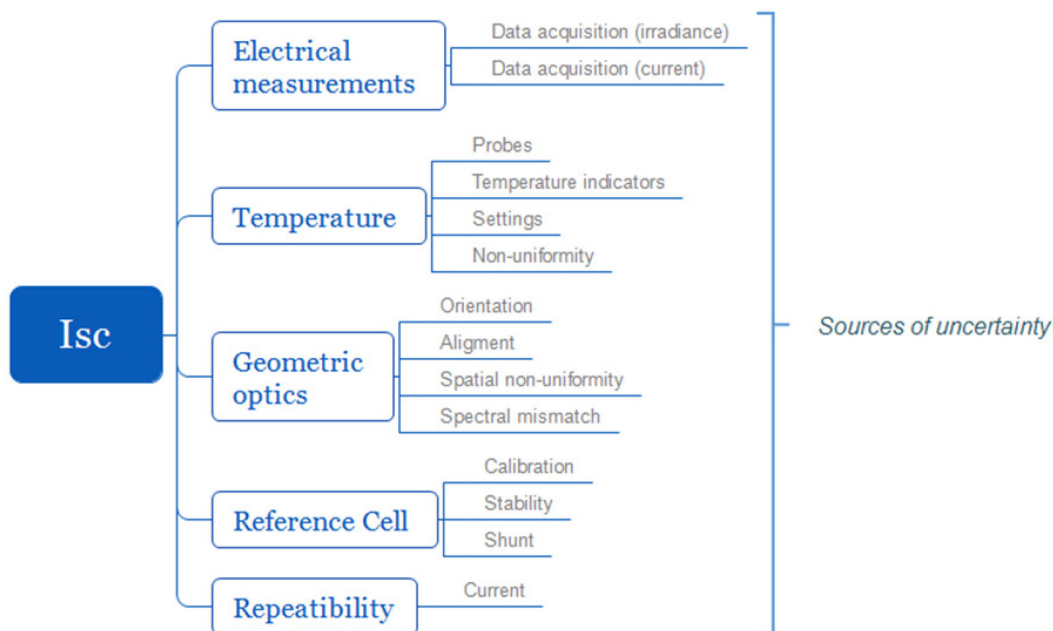 Isc
Electrical
measurements
Data acquisition (irradiance)
Data acquisition (current)
Temperature
Probes
Temperature indicators
Settings
Non-uniformity
Geometric
optics
Orientation
Aligment
Spatial non-uniformity
Spectral mismatch
Reference Cell
Calibration
Stability
Shunt
Repeatibility
Current
Sources of uncertainty